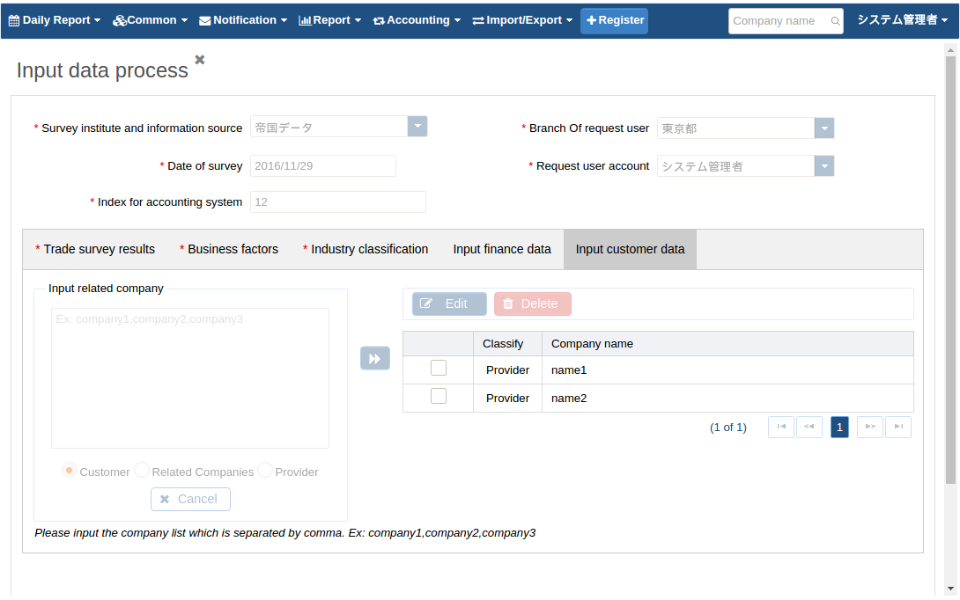 Daily Report Common Notification Report Accounting Import/Export Register Company name システム管理者
Input data process
* Survey institute and information source 帝国データ * Branch Of request user 東京都
* Date of survey 2016/11/29 * Request user account システム管理者
* Index for accounting system 12
* Trade survey results * Business factors * Industry classification Input finance data Input customer data
Input related company
Ex: company1,company2,company3
Edit Delete
Classify Company name
Provider name1
Provider name2
(1 of 1) 1
Customer Related Companies Provider
Cancel
Please input the company list which is separated by comma. Ex: company1,company2,company3